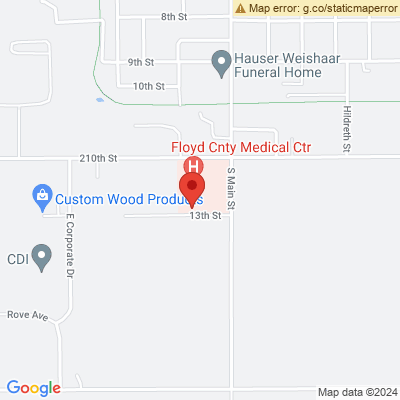 Map error: g.co/staticmaperror
8th St
9th St
Hauser Weishaar
Funeral Home
10th St
Hildreth St
Floyd Cnty Medical Ctr
210th St
H
S Main St
Custom Wood Products
13th St
E Corporate Dr
CDI
Rove Ave
Google
Map data ©2024